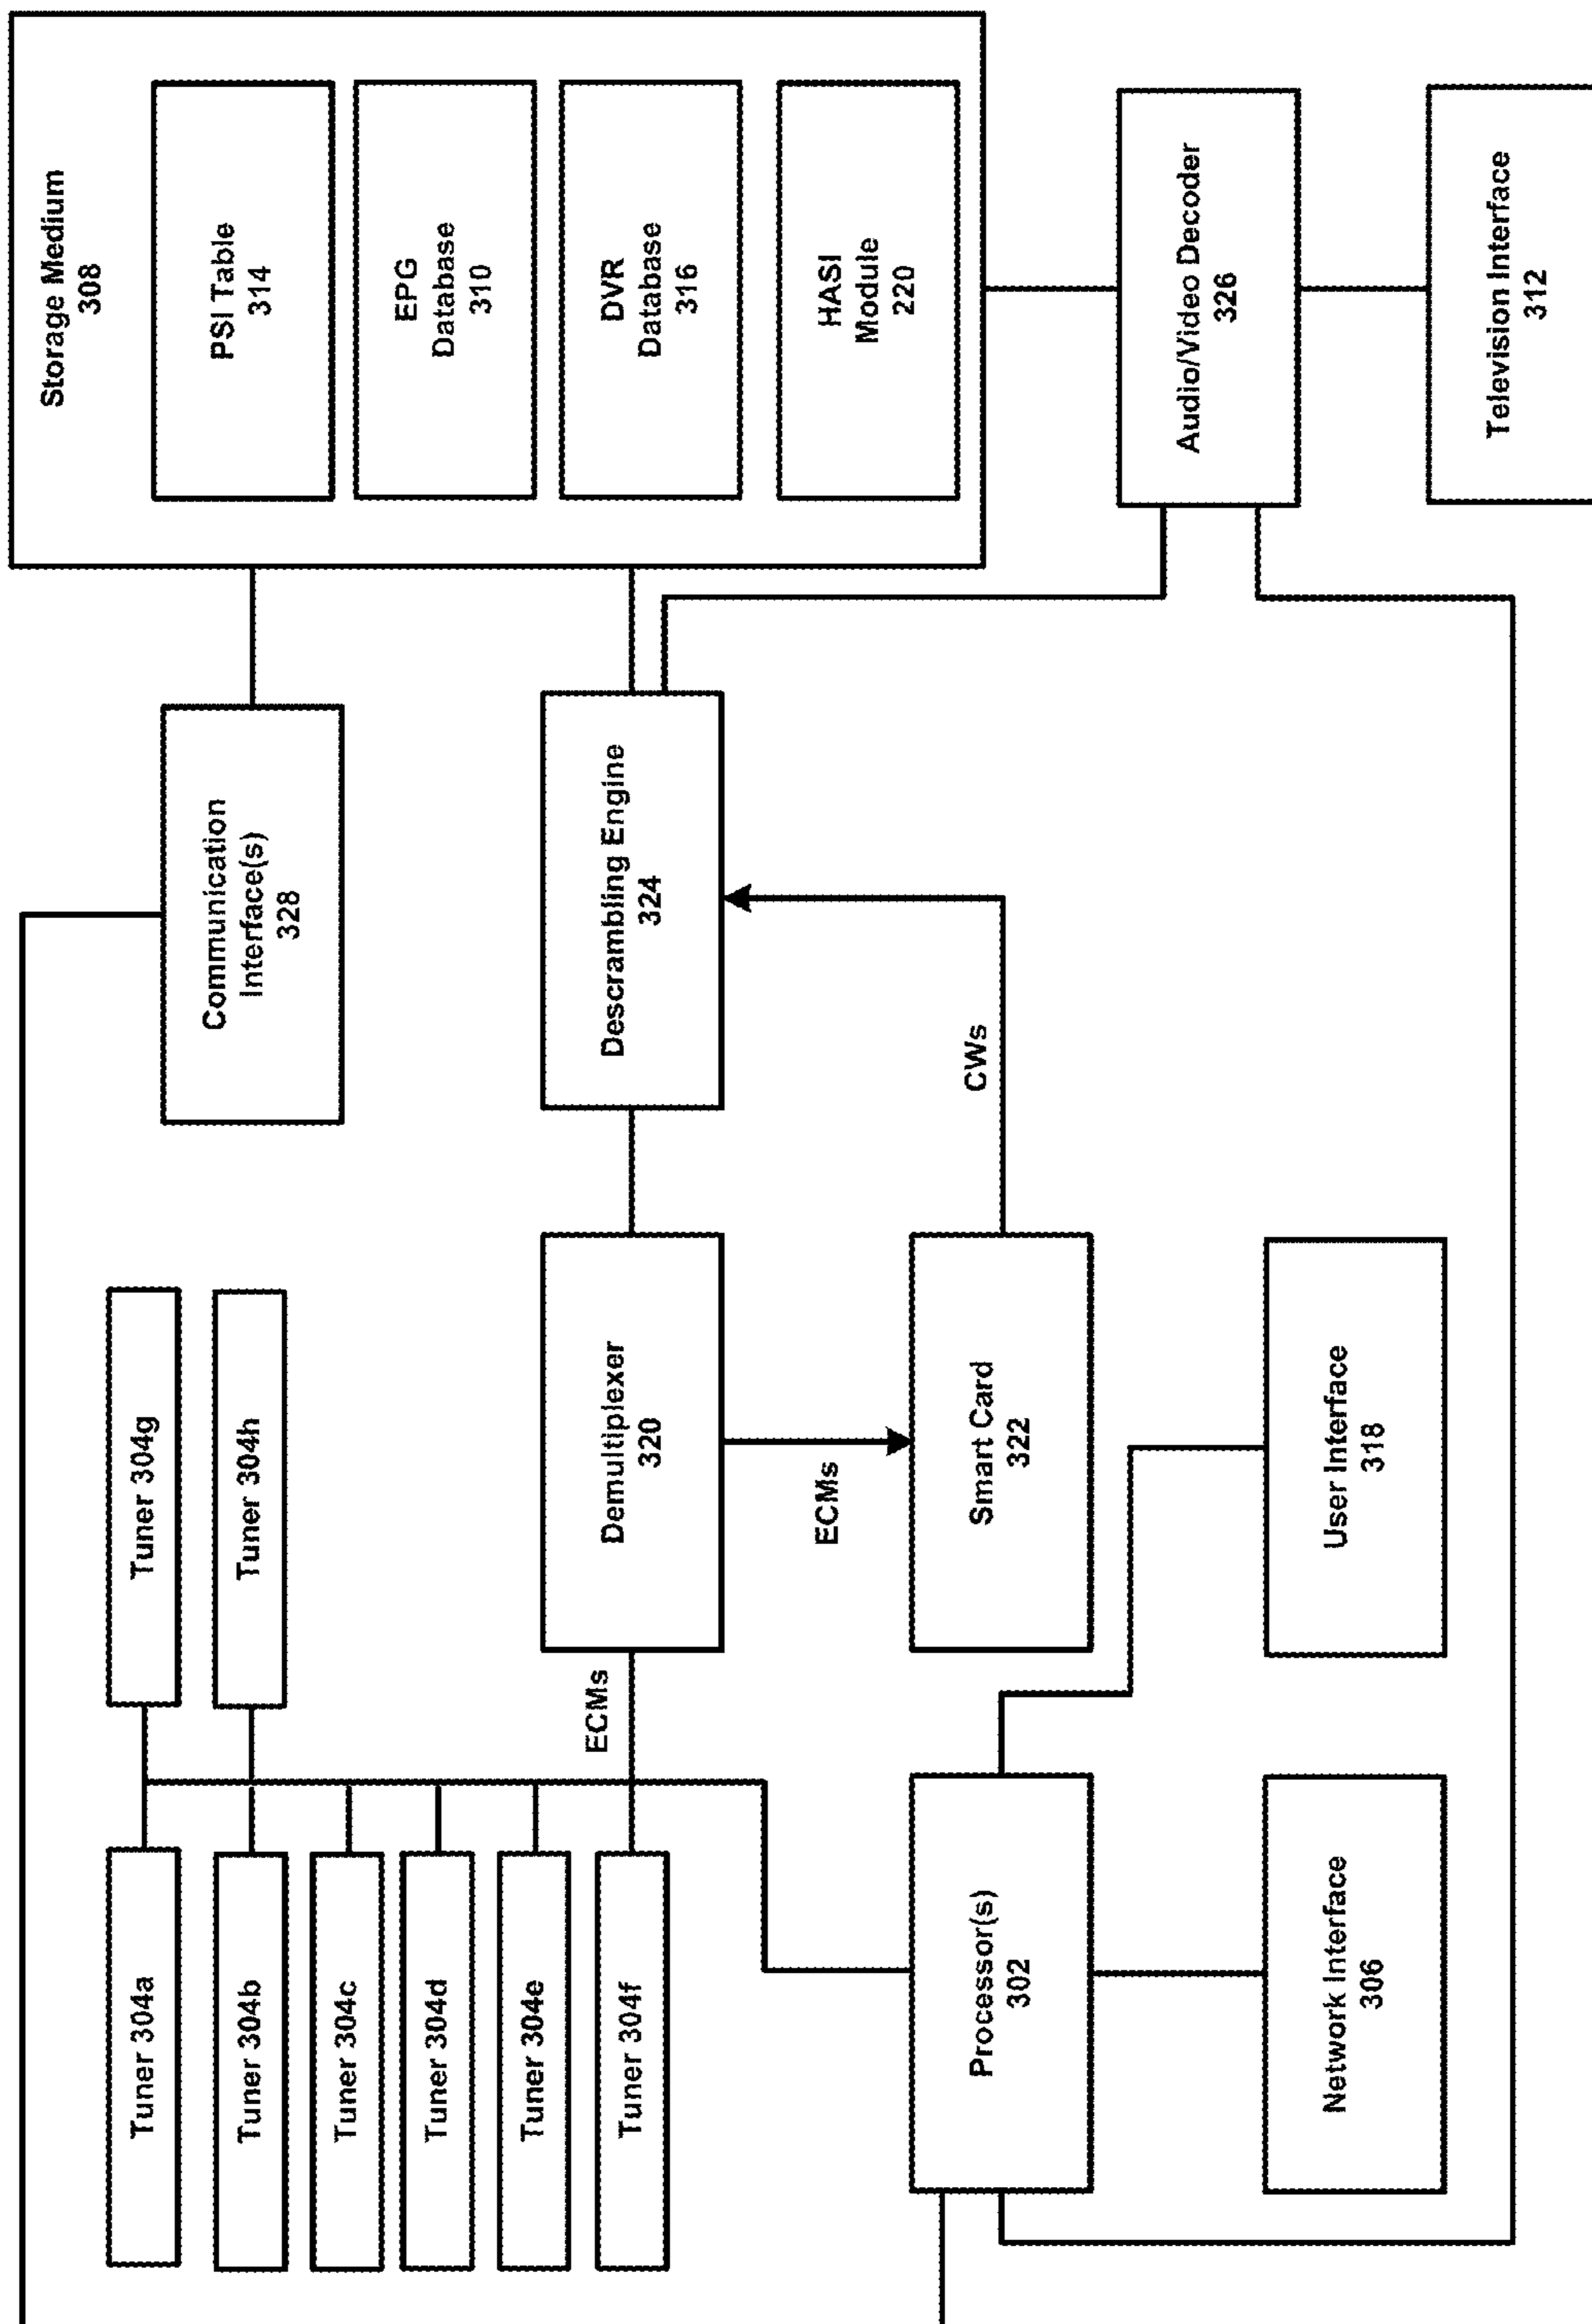 Tuner 304a
Tuner 304b
Tuner 304c
Tuner 304d
Tuner 304e
Tuner 304f
Tuner 304g
Tuner 304h
ECMs
Demultiplexer
320
ECMs
Smart Card
322
CWs
Descrambling Engine
324
Communication
Interface(s)
328
Storage Medium
308
PSI Table
314
EPG
Database
310
DVR
Database
316
HASI
Module
220
Processor(s)
302
Network Interface
306
User Interface
318
Audio/Video Decoder
326
Television Interface
312